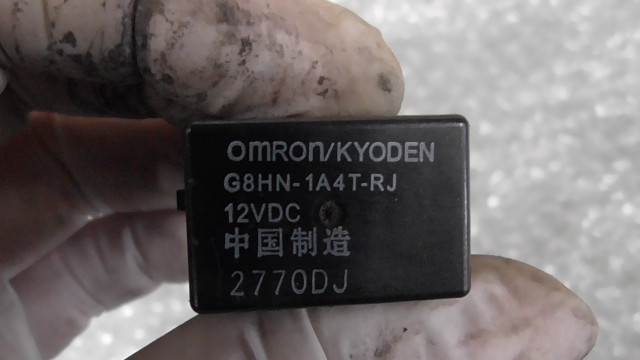 OMRON/KYODEN
G8HN-1A4T-RJ
12VDC
中国制造
2770DJ